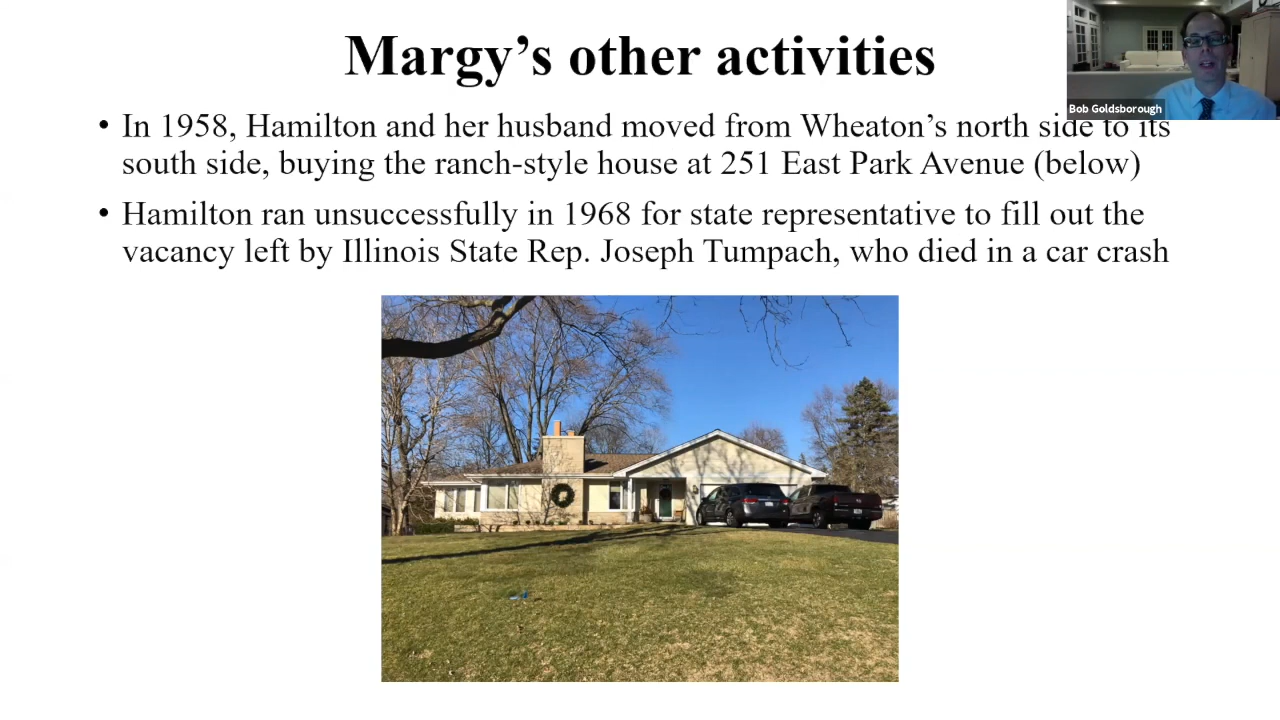 Margy’s other activities
Bob Goldsborough
• In 1958, Hamilton and her husband moved from Wheaton’s north side to its
south side, buying the ranch-style house at 251 East Park Avenue (below)
• Hamilton ran unsuccessfully in 1968 for state representative to fill out the
vacancy left by Illinois State Rep. Joseph Tumpach, who died in a car crash